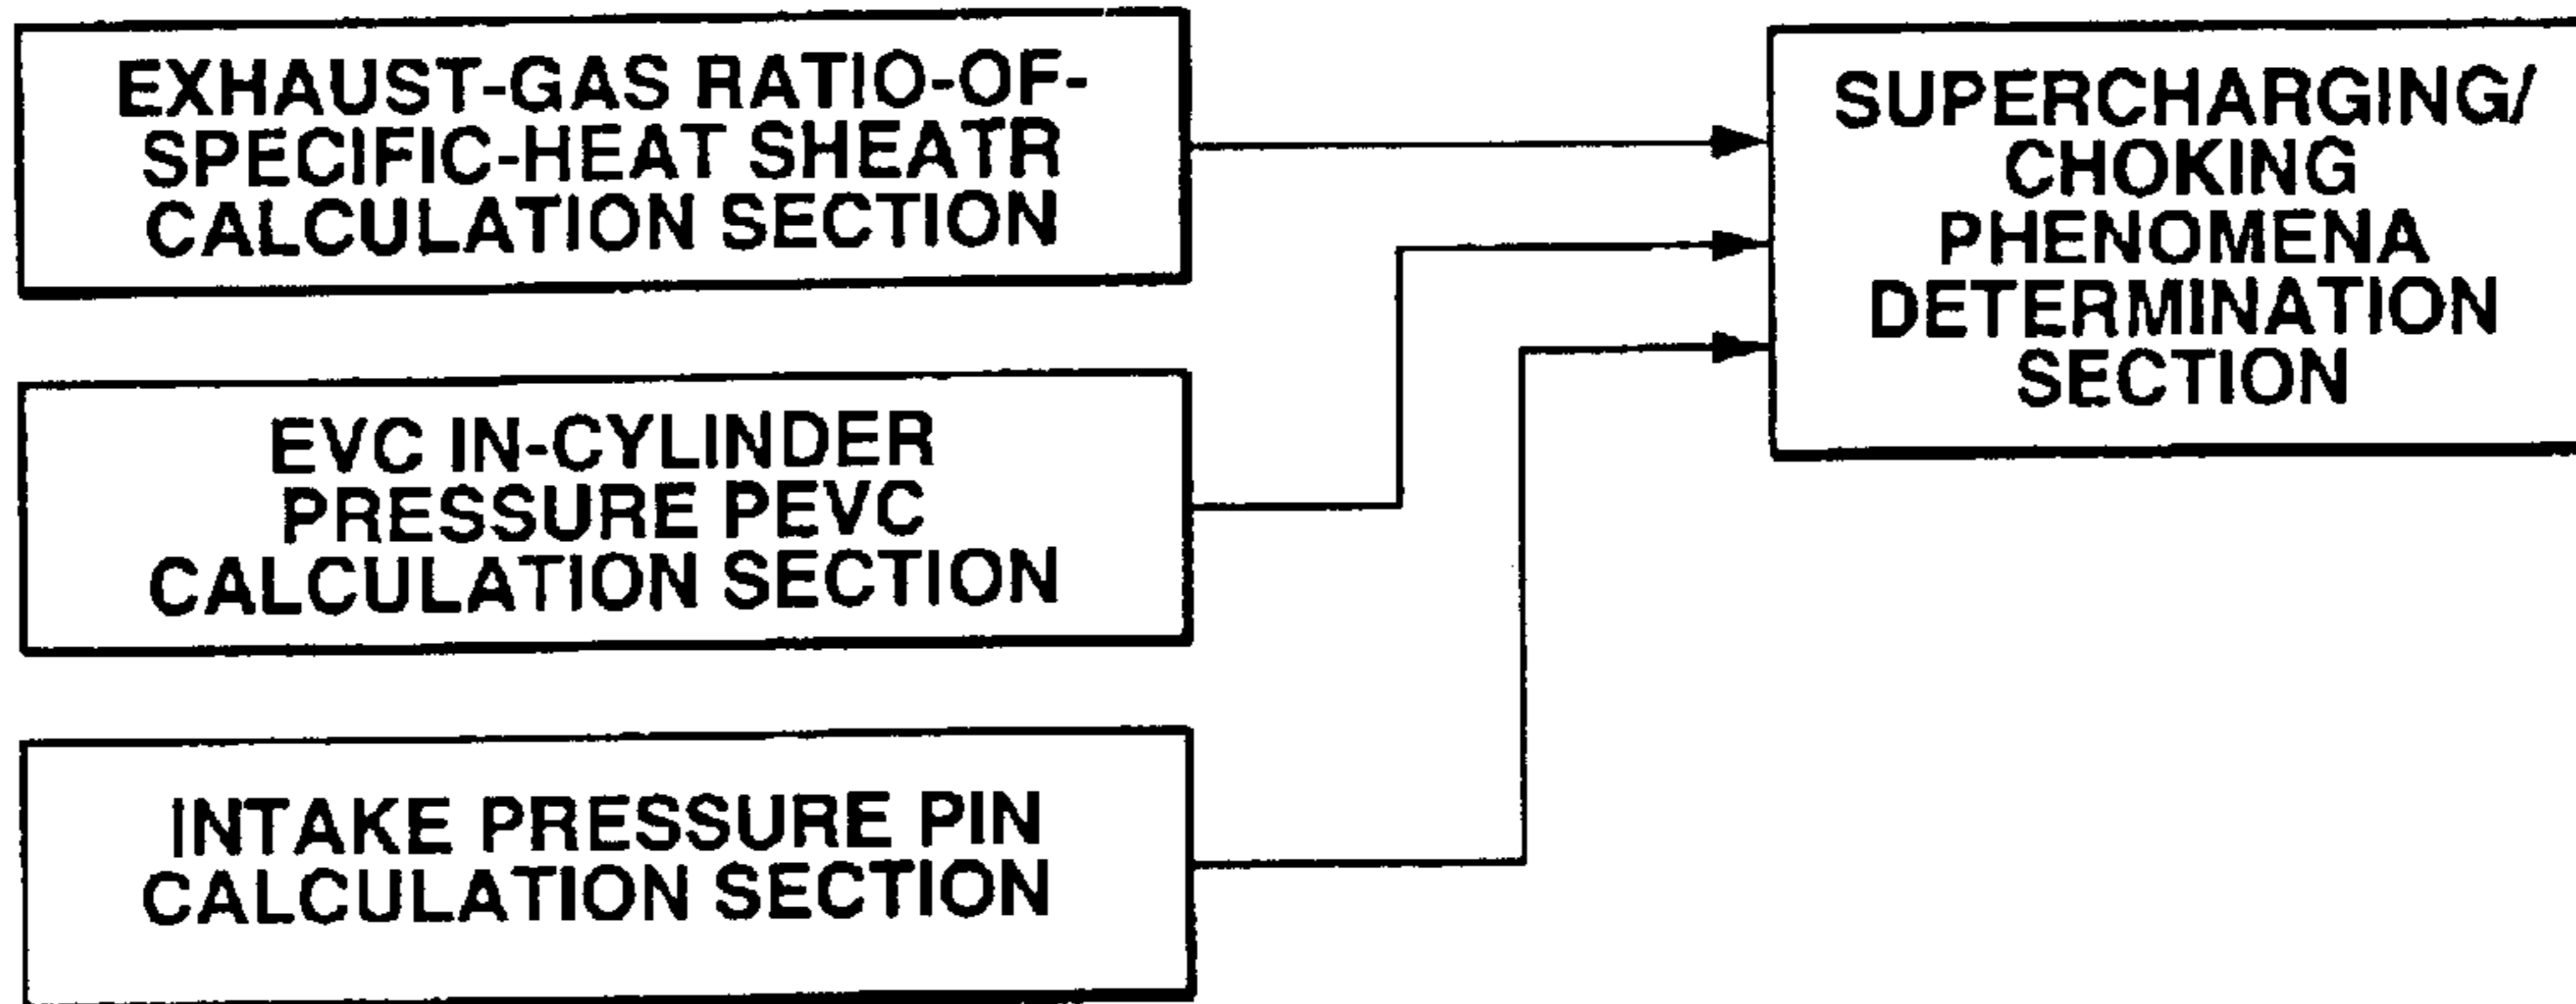 EXHAUST-GAS RATIO-OF-
SPECIFIC-HEAT SHEATR
CALCULATION SECTION
SUPERCHARGING/
CHOKING
PHENOMENA
DETERMINATION
SECTION
EVC IN-CYLINDER
PRESSURE PEVC
CALCULATION SECTION
INTAKE PRESSURE PIN
CALCULATION SECTION